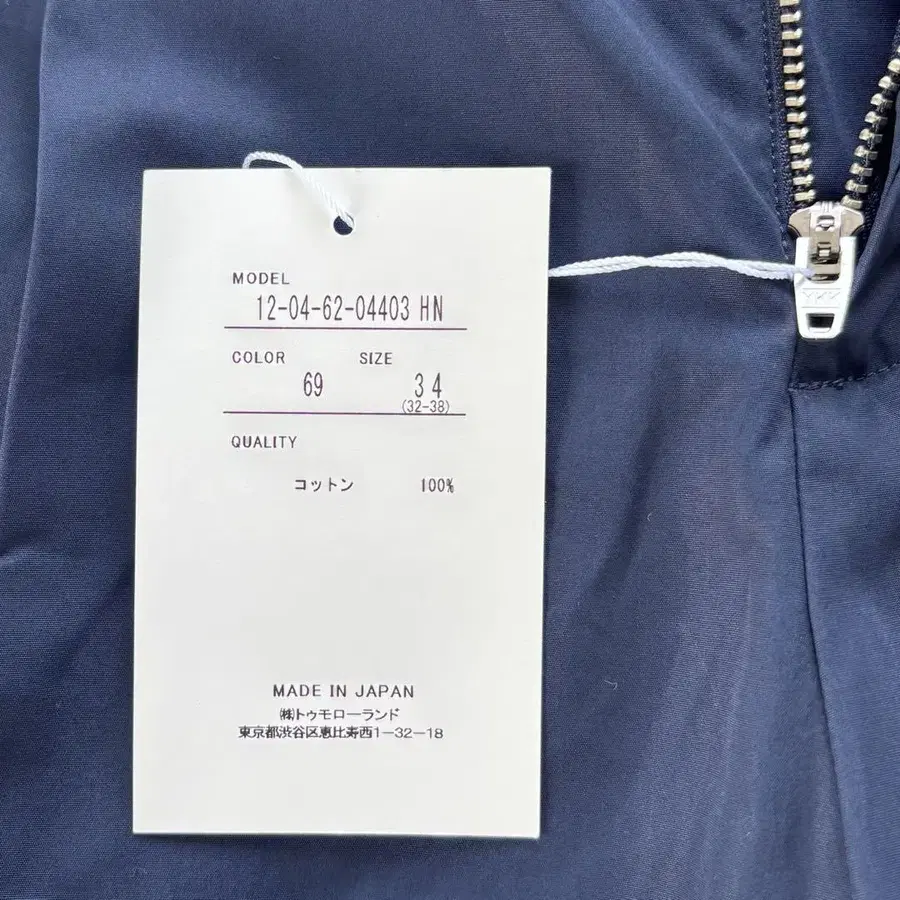 MODEL
12-04-62-04403 HN
COLOR SIZE
69 34
(32-38)
QUALITY
コットン 100%
MADE IN JAPAN
㈱トゥモローランド
東京都渋谷区恵比寿西1-32-18
YKK